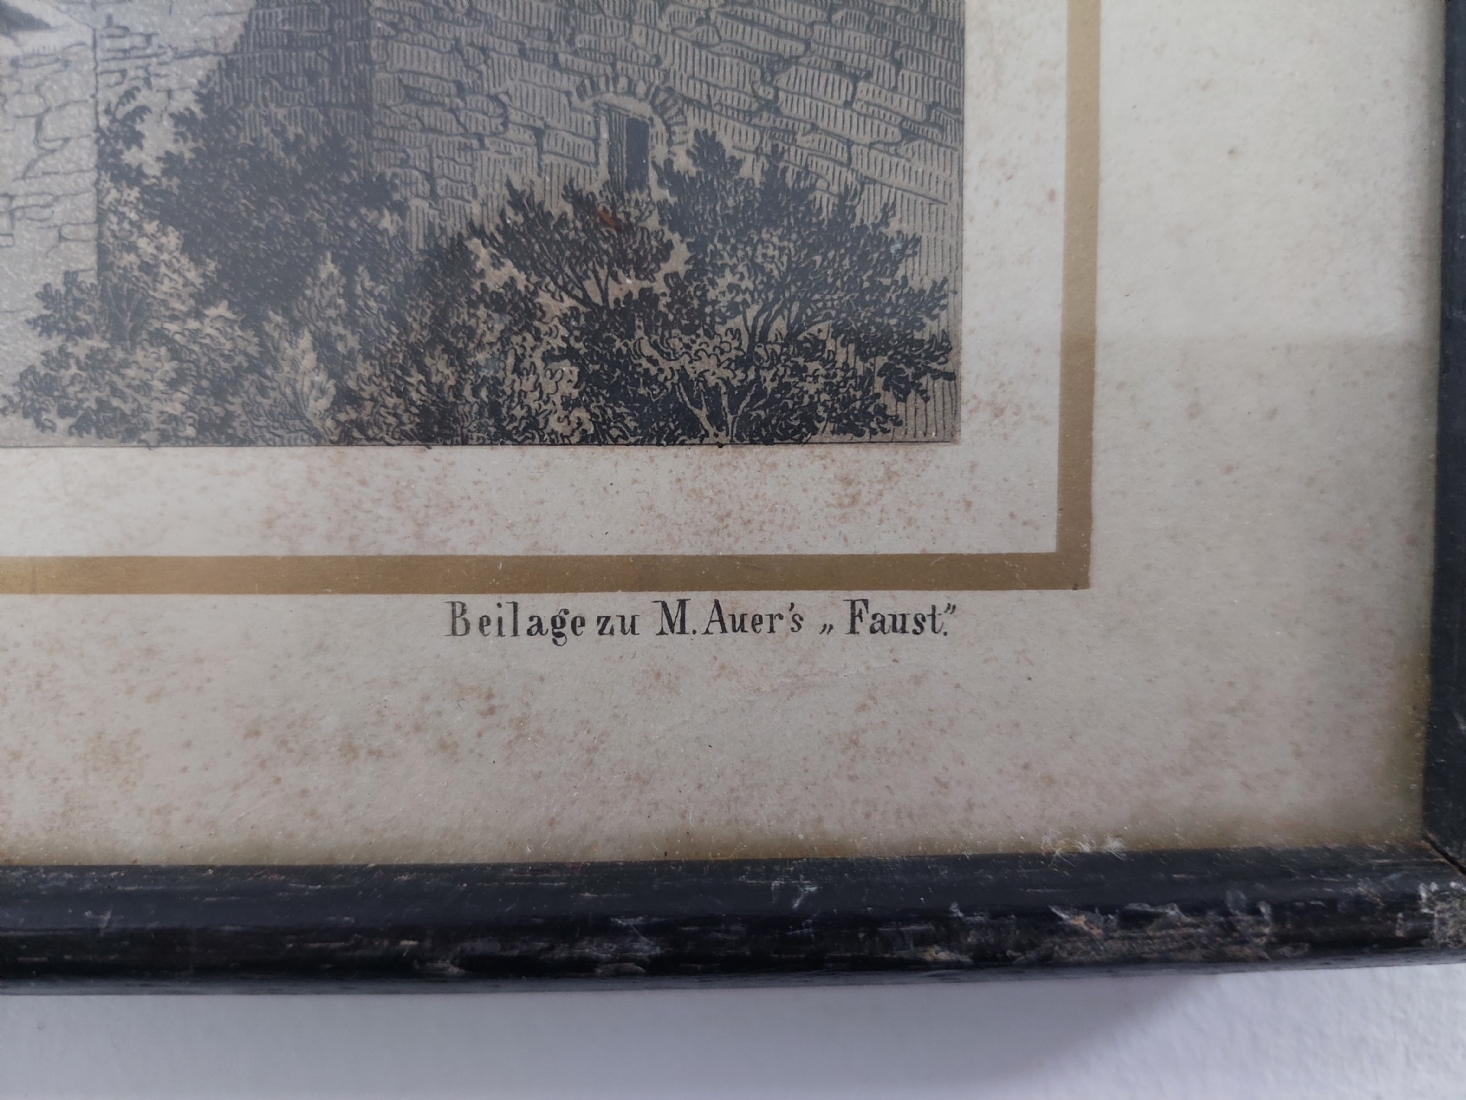 Beilage zu M. Auer's „Faust."